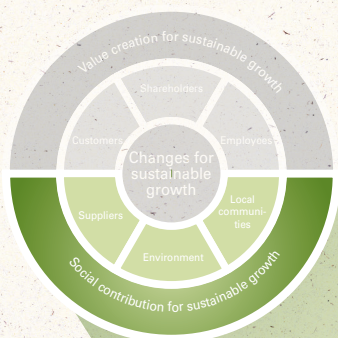 Value creation for sustainable growth
Shareholders
Customers
Employees
Changes for
sustainable
growth
Suppliers
Local
communi-
ties
Environment
Social contribution for sustainable growth